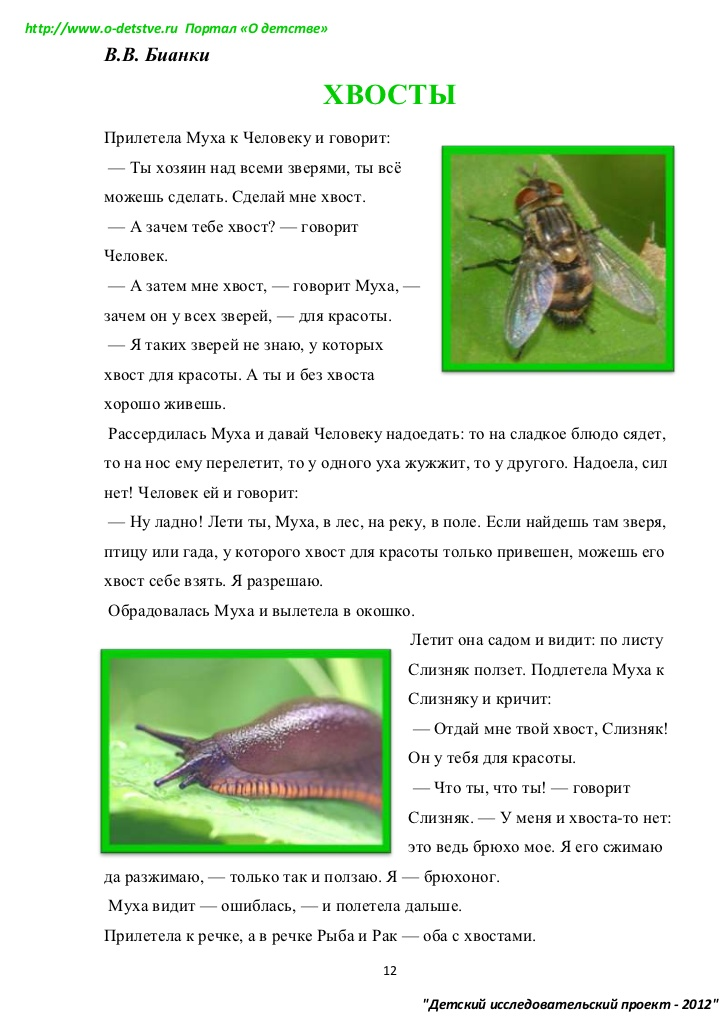 http://www.o-detstve.ru Портал «О детстве»
В.В. Бианки
ХВОСТЫ
Прилетела Муха к Человеку и говорит:
— Ты хозяин над всеми зверями, ты всё
можешь сделать. Сделай мне хвост.
— А зачем тебе хвост? — говорит
Человек.
— А затем мне хвост, — говорит Муха, —
зачем он у всех зверей, — для красоты.
— Я таких зверей не знаю, у которых
хвост для красоты. А ты и без хвоста
хорошо живешь.
Рассердилась Муха и давай Человеку надоедать: то на сладкое блюдо сядет,
то на нос ему перелетит, то у одного уха жужжит, то у другого. Надоела, сил
нет! Человек ей и говорит:
— Ну ладно! Лети ты, Муха, в лес, на реку, в поле. Если найдешь там зверя,
птицу или гада, у которого хвост для красоты только привешен, можешь его
хвост себе взять. Я разрешаю.
Обрадовалась Муха и вылетела в окошко.
Летит она садом и видит: по листу
Слизняк ползет. Подлетела Муха к
Слизняку и кричит:
— Отдай мне твой хвост, Слизняк!
Он у тебя для красоты.
— Что ты, что ты! — говорит
Слизняк. — У меня и хвоста-то нет:
это ведь брюхо мое. Я его сжимаю
да разжимаю, — только так и ползаю. Я — брюхоног.
Муха видит — ошиблась, — и полетела дальше.
Прилетела к речке, а в речке Рыба и Рак — оба с хвостами.
12
"Детский исследовательский проект - 2012"